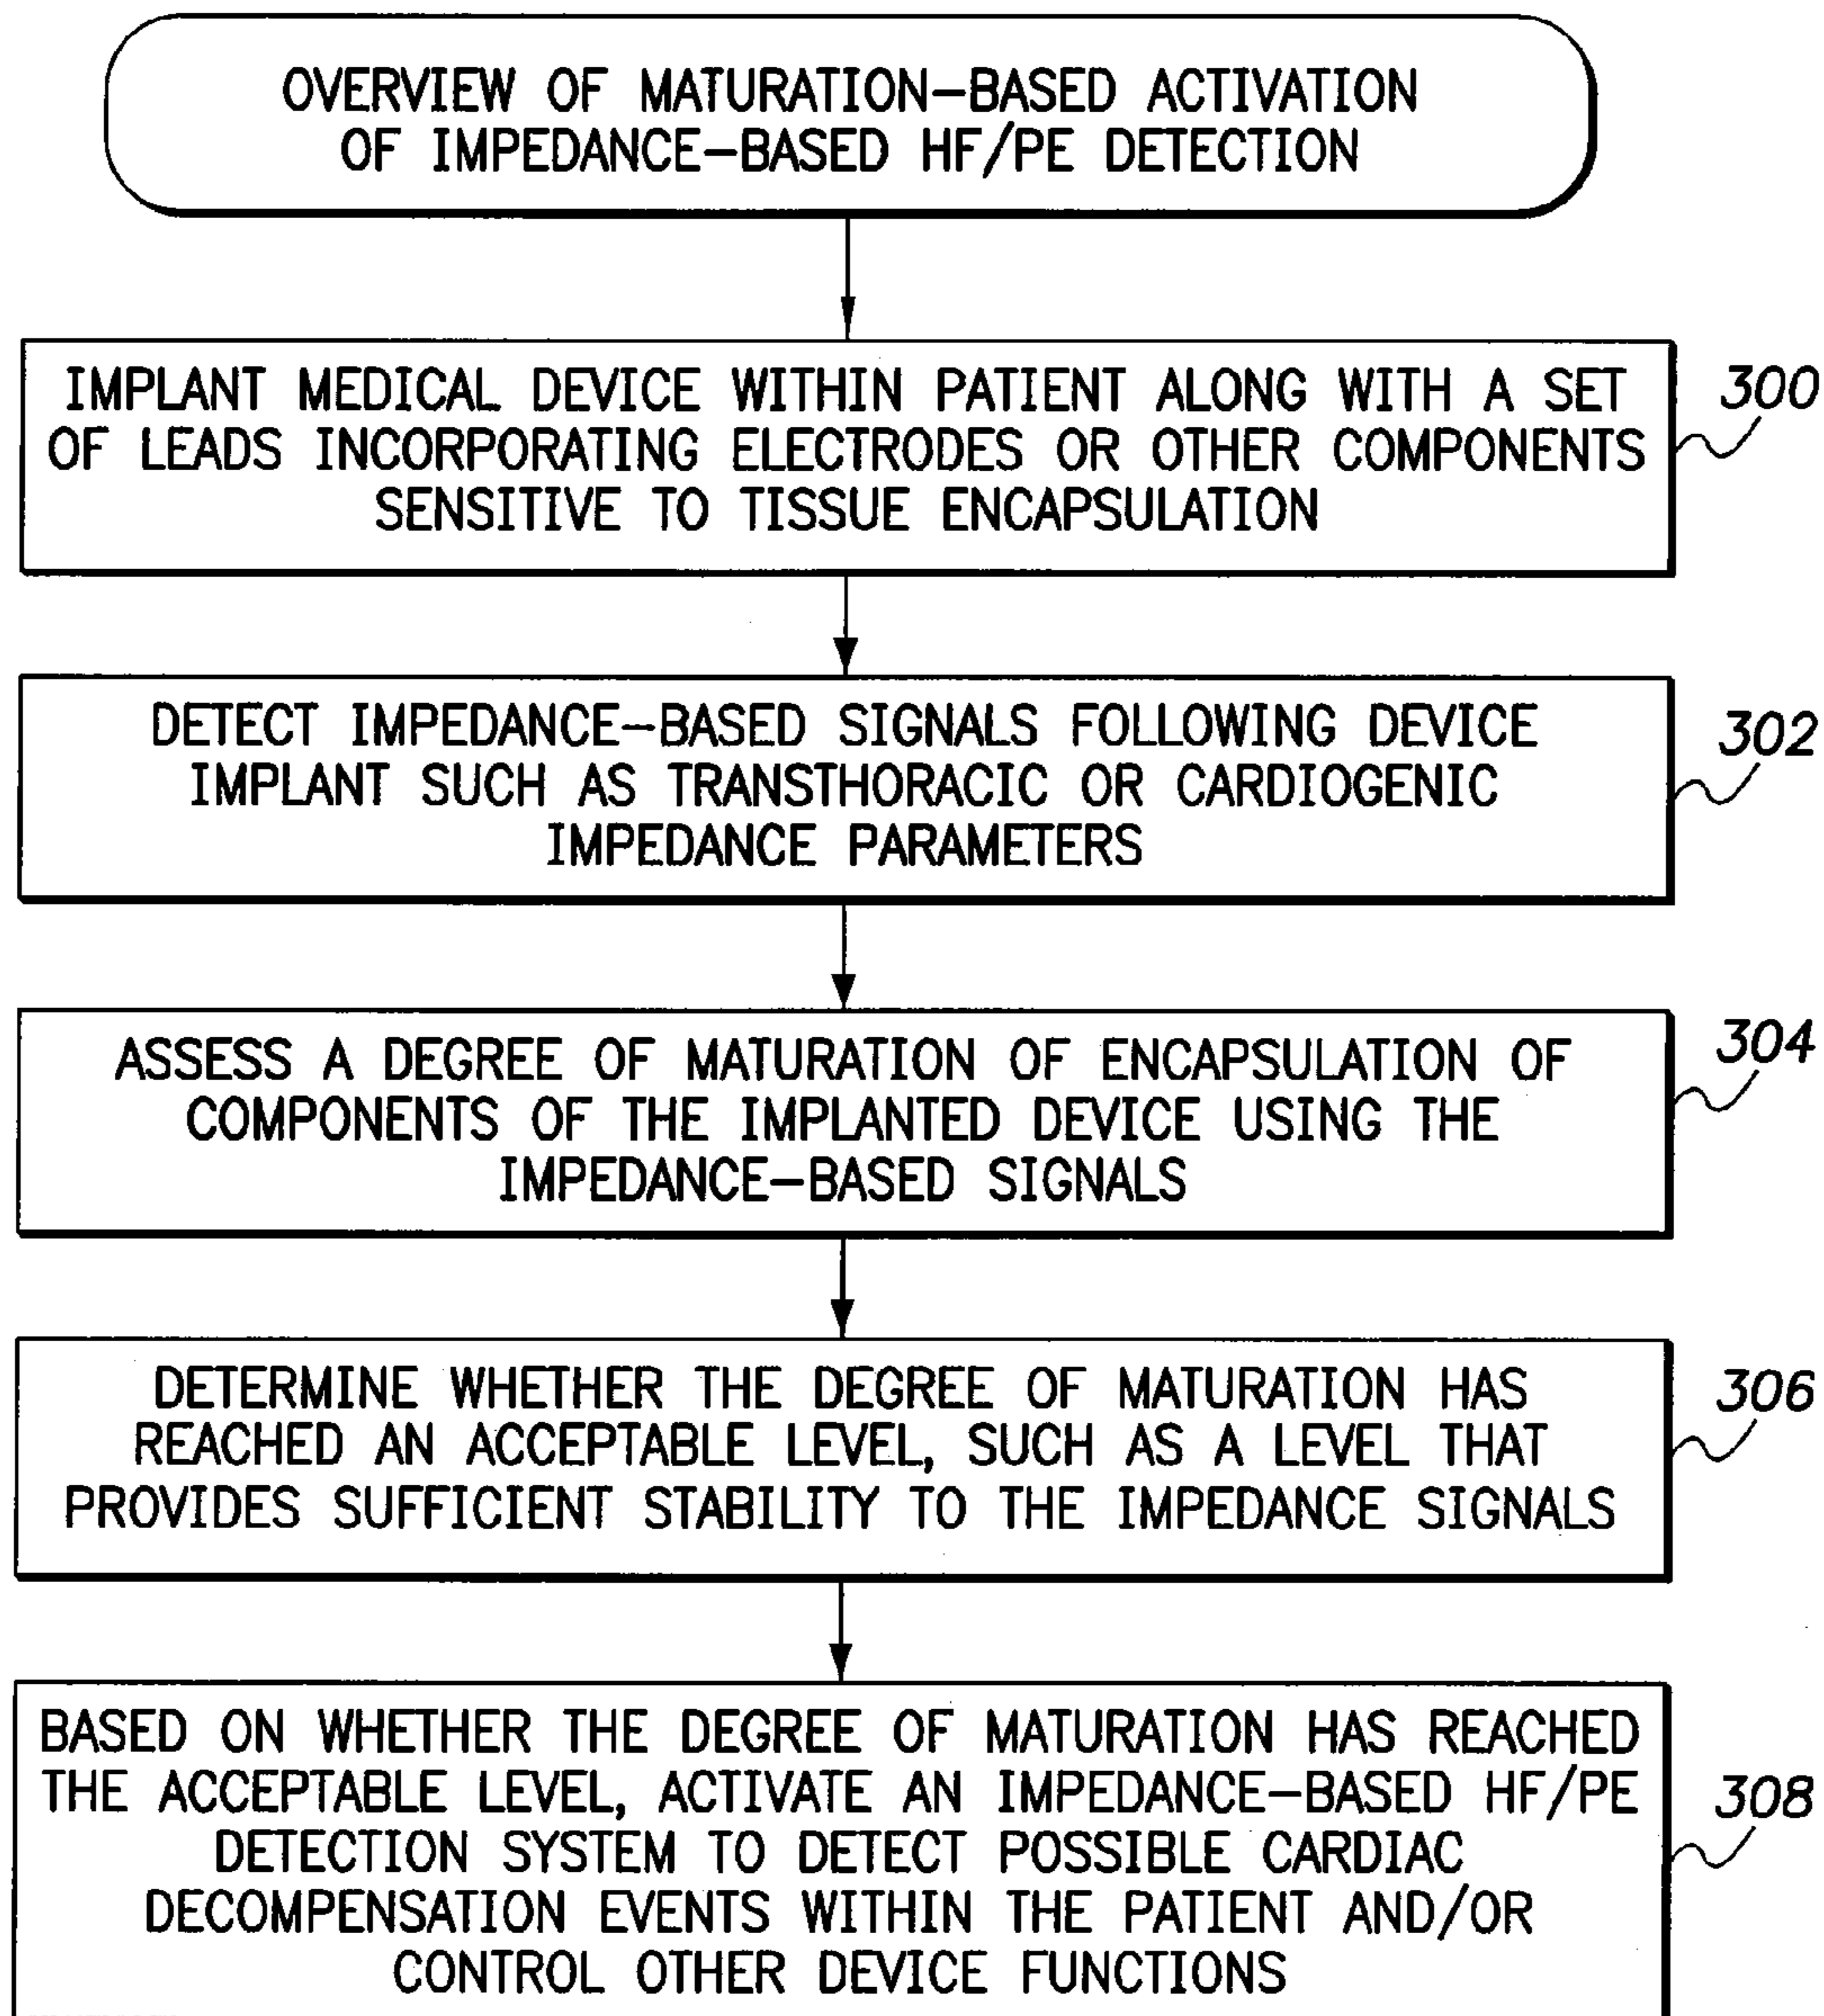 OVERVIEW OF MATURATION–BASED ACTIVATION
OF IMPEDANCE–BASED HF/PE DETECTION
IMPLANT MEDICAL DEVICE WITHIN PATIENT ALONG WITH A SET
OF LEADS INCORPORATING ELECTRODES OR OTHER COMPONENTS
SENSITIVE TO TISSUE ENCAPSULATION
300
DETECT IMPEDANCE–BASED SIGNALS FOLLOWING DEVICE
IMPLANT SUCH AS TRANSTHORACIC OR CARDIOGENIC
IMPEDANCE PARAMETERS
302
ASSESS A DEGREE OF MATURATION OF ENCAPSULATION OF
COMPONENTS OF THE IMPLANTED DEVICE USING THE
IMPEDANCE–BASED SIGNALS
304
DETERMINE WHETHER THE DEGREE OF MATURATION HAS
REACHED AN ACCEPTABLE LEVEL, SUCH AS A LEVEL THAT
PROVIDES SUFFICIENT STABILITY TO THE IMPEDANCE SIGNALS
306
BASED ON WHETHER THE DEGREE OF MATURATION HAS REACHED
THE ACCEPTABLE LEVEL, ACTIVATE AN IMPEDANCE–BASED HF/PE
DETECTION SYSTEM TO DETECT POSSIBLE CARDIAC
DECOMPENSATION EVENTS WITHIN THE PATIENT AND/OR
CONTROL OTHER DEVICE FUNCTIONS
308